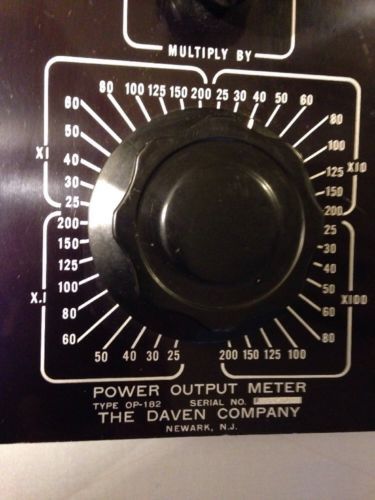 MULTIPLY BY
80 100 125 150 200 25 30 40 50 60
60 80
50 100
X1 X10
40 125
30 150
25 200
200 25
150 30
125 40
X.1 100 50 X100
80 60
60 80
50 40 30 25 200 150 125 100
POWER OUTPUT METER
TYPE OP-182 SERIAL NO.
THE DAVEN COMPANY
NEWARK, N.J.